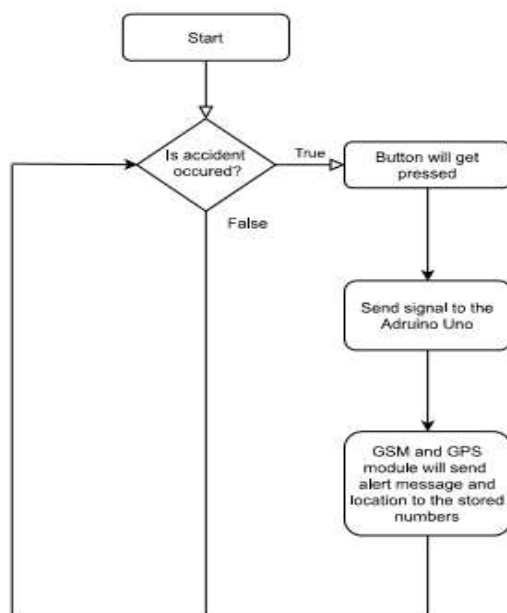 Start
Is accident
occured?
True
Button will get
pressed
False
Send signal to the
Adruino Uno
GSM and GPS
module will send
alert message and
location to the stored
numbers